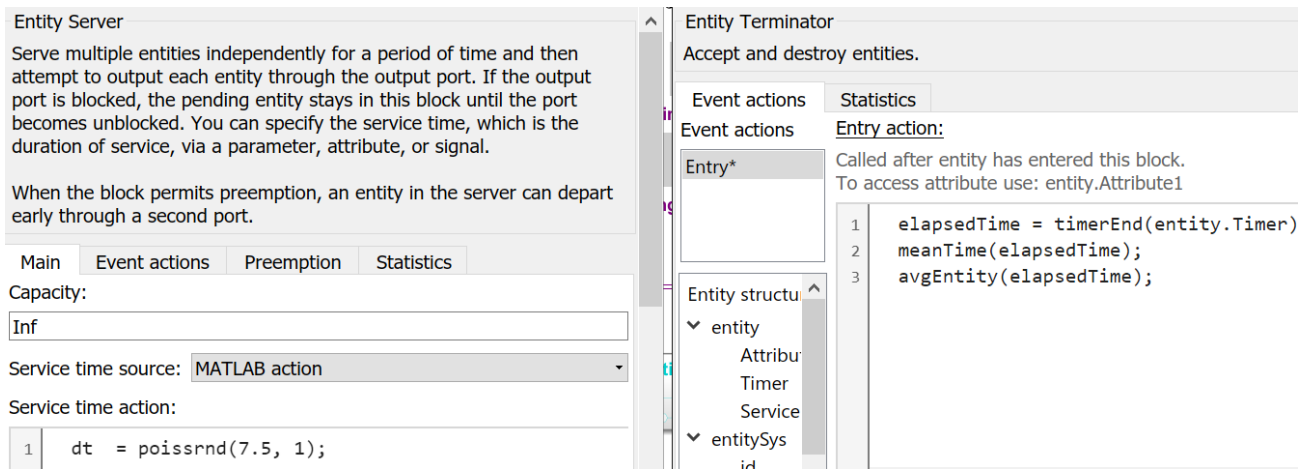 Entity Server
Serve multiple entities independently for a period of time and then
attempt to output each entity through the output port. If the output
port is blocked, the pending entity stays in this block until the port
becomes unblocked. You can specify the service time, which is the
duration of service, via a parameter, attribute, or signal.
When the block permits preemption, an entity in the server can depart
early through a second port.
Main Event actions Preemption Statistics
Capacity:
Inf
Service time source: MATLAB action
Service time action:
1 dt = poissrnd(7.5, 1);
Entity Terminator
Accept and destroy entities.
Event actions Statistics
Event actions
Entry*
Entry action:
Called after entity has entered this block.
To access attribute use: entity.Attribute1
1 elapsedTime = timerEnd(entity.Timer)
2 meanTime(elapsedTime);
3 avgEntity(elapsedTime);
Entity structu
entity
Attribu
Timer
Service
entitySys
id